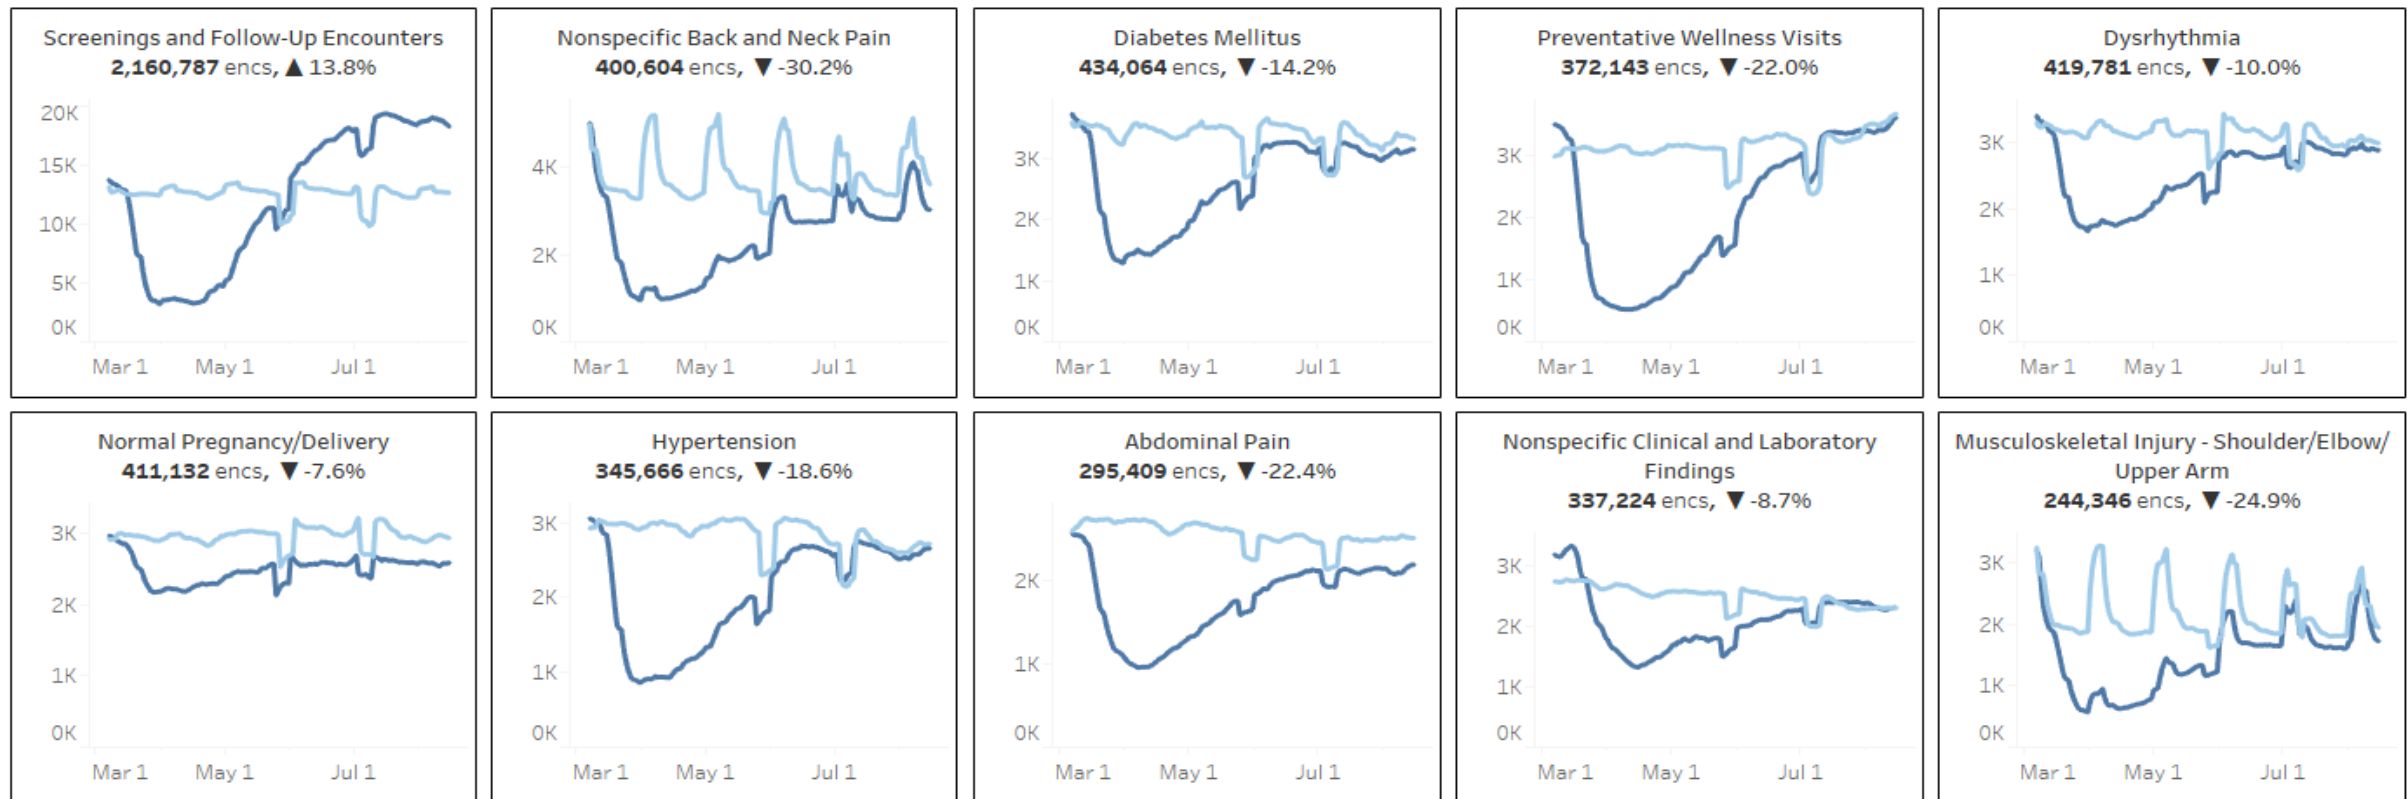 Screenings and Follow-Up Encounters
2,160,787 encs, ▲ 13.8%
20K
15K
10K
5K
0K
Mar 1 May 1 Jul 1
Nonspecific Back and Neck Pain
400,604 encs, ▼ -30.2%
4K
2K
0K
Mar 1 May 1 Jul 1
Diabetes Mellitus
434,064 encs, ▼ -14.2%
3K
2K
1K
0K
Mar 1 May 1 Jul 1
Preventative Wellness Visits
372,143 encs, ▼ -22.0%
3K
2K
1K
0K
Mar 1 May 1 Jul 1
Dysrhythmia
419,781 encs, ▼ -10.0%
3K
2K
1K
0K
Mar 1 May 1 Jul 1
Normal Pregnancy/Delivery
411,132 encs, ▼ -7.6%
3K
2K
1K
0K
Mar 1 May 1 Jul 1
Hypertension
345,666 encs, ▼ -18.6%
3K
2K
1K
0K
Mar 1 May 1 Jul 1
Abdominal Pain
295,409 encs, ▼ -22.4%
2K
1K
0K
Mar 1 May 1 Jul 1
Nonspecific Clinical and Laboratory
Findings
337,224 encs, ▼ -8.7%
3K
2K
1K
0K
Mar 1 May 1 Jul 1
Musculoskeletal Injury - Shoulder/Elbow/
Upper Arm
244,346 encs, ▼ -24.9%
3K
2K
1K
0K
Mar 1 May 1 Jul 1